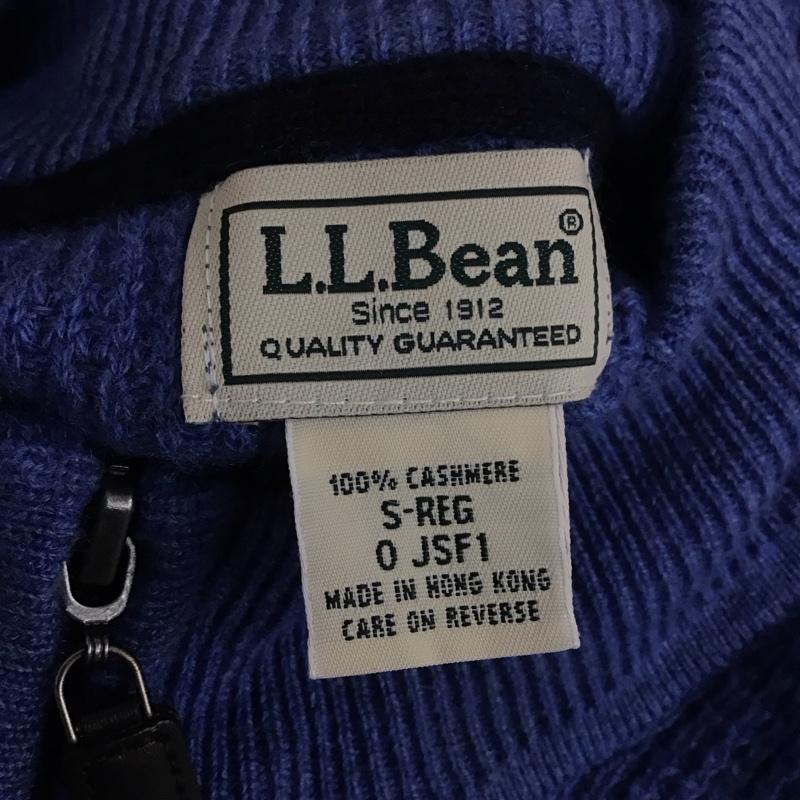 L.L.Bean®
Since 1912
QUALITY GUARANTEED
100% CASHMERE
S-REG
0 JSF1
MADE IN HONG KONG
CARE ON REVERSE